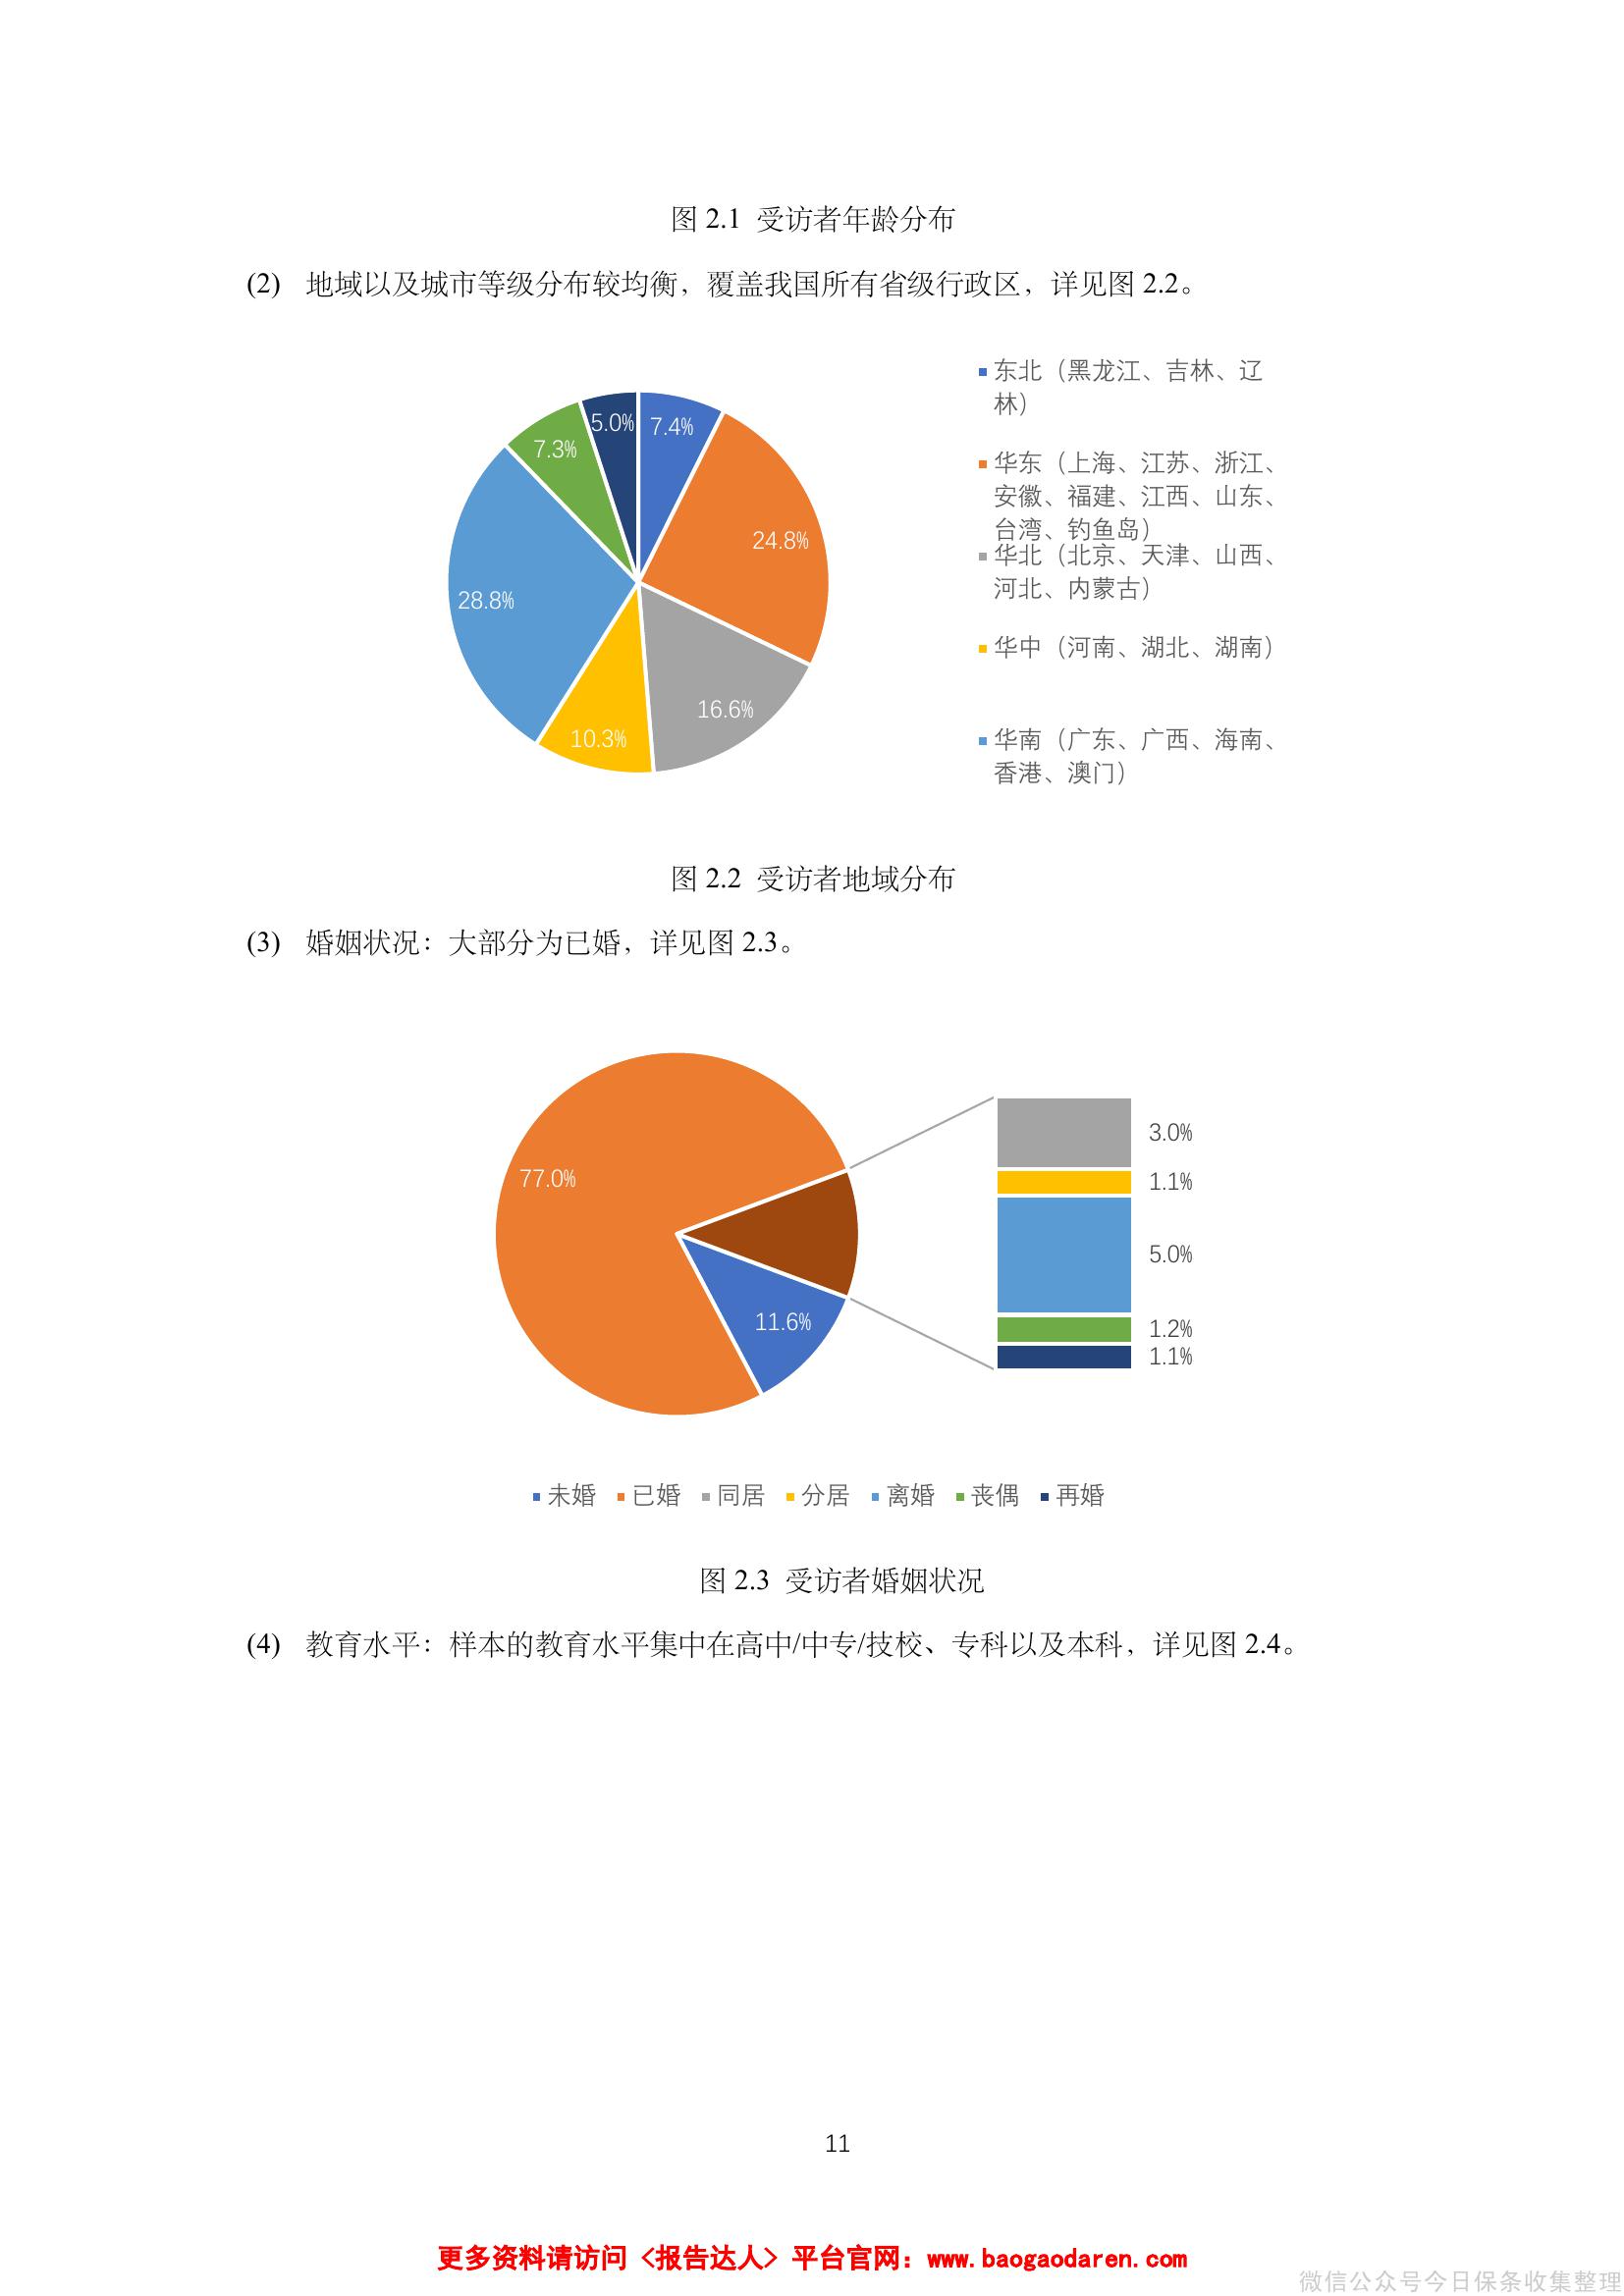 图 2.1 受访者年龄分布
(2) 地域以及城市等级分布较均衡，覆盖我国所有省级行政区，详见图 2.2。
5.0%
7.4%
7.3%
24.8%
28.8%
16.6%
10.3%
东北（黑龙江、吉林、辽
林）
华东（上海、江苏、浙江、
安徽、福建、江西、山东、
台湾、钓鱼岛）
华北（北京、天津、山西、
河北、内蒙古）
华中（河南、湖北、湖南）
华南（广东、广西、海南、
香港、澳门）
图 2.2 受访者地域分布
(3) 婚姻状况：大部分为已婚，详见图 2.3。
77.0%
11.6%
3.0%
1.1%
5.0%
1.2%
1.1%
未婚 已婚 同居 分居 离婚 丧偶 再婚
图 2.3 受访者婚姻状况
(4) 教育水平：样本的教育水平集中在高中/中专/技校、专科以及本科，详见图 2.4。
11
更多资料请访问《报告达人》平台官网：www.baogaodaren.com
微信公众号今日保条收集整理